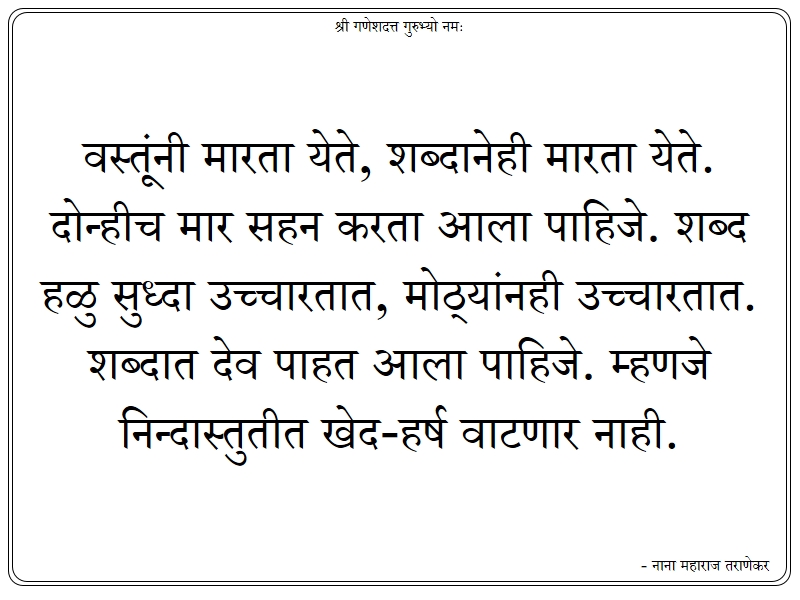 श्री गणेशदत्त गुरुभ्यो नमः
वस्तूंनी मारता येते, शब्दानेही मारता येते.
दोन्हीच मार सहन करता आला पाहिजे. शब्द
हळु सुध्दा उच्चारतात, मोठ्यांनही उच्चारतात.
शब्दात देव पाहत आला पाहिजे. म्हणजे
निन्दास्तुतीत खेद-हर्ष वाटणार नाही.
- नाना महाराज तराणेकर